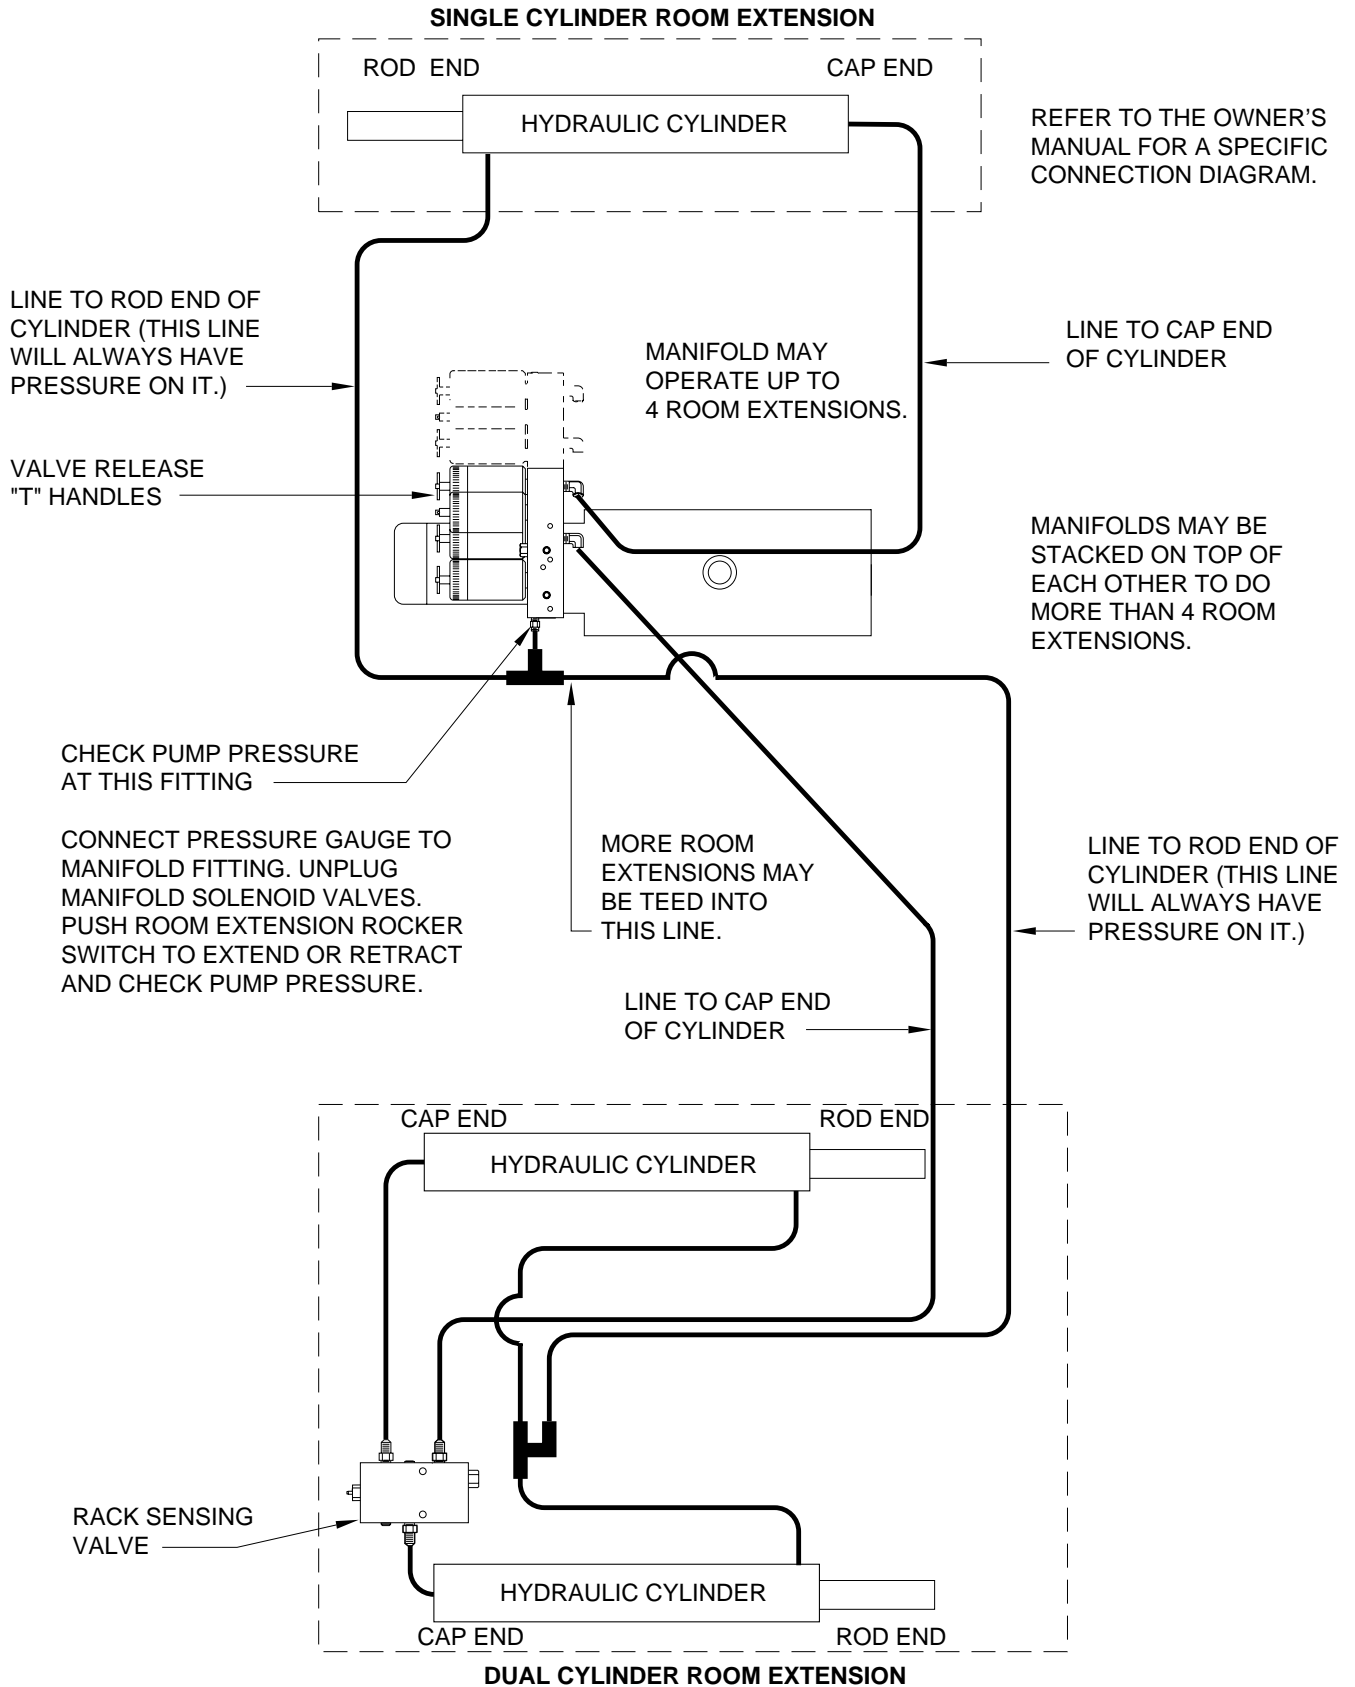 SINGLE CYLINDER ROOM EXTENSION
ROD END
CAP END
HYDRAULIC CYLINDER
REFER TO THE OWNER'S
MANUAL FOR A SPECIFIC
CONNECTION DIAGRAM.
LINE TO ROD END OF
CYLINDER (THIS LINE
WILL ALWAYS HAVE
PRESSURE ON IT.)
MANIFOLD MAY
OPERATE UP TO
4 ROOM EXTENSIONS.
LINE TO CAP END
OF CYLINDER
VALVE RELEASE
"T" HANDLES
MANIFOLDS MAY BE
STACKED ON TOP OF
EACH OTHER TO DO
MORE THAN 4 ROOM
EXTENSIONS.
CHECK PUMP PRESSURE
AT THIS FITTING
CONNECT PRESSURE GAUGE TO
MANIFOLD FITTING. UNPLUG
MANIFOLD SOLENOID VALVES.
PUSH ROOM EXTENSION ROCKER
SWITCH TO EXTEND OR RETRACT
AND CHECK PUMP PRESSURE.
MORE ROOM
EXTENSIONS MAY
BE TEED INTO
THIS LINE.
LINE TO ROD END OF
CYLINDER (THIS LINE
WILL ALWAYS HAVE
PRESSURE ON IT.)
LINE TO CAP END
OF CYLINDER
CAP END
ROD END
HYDRAULIC CYLINDER
RACK SENSING
VALVE
HYDRAULIC CYLINDER
CAP END
ROD END
DUAL CYLINDER ROOM EXTENSION